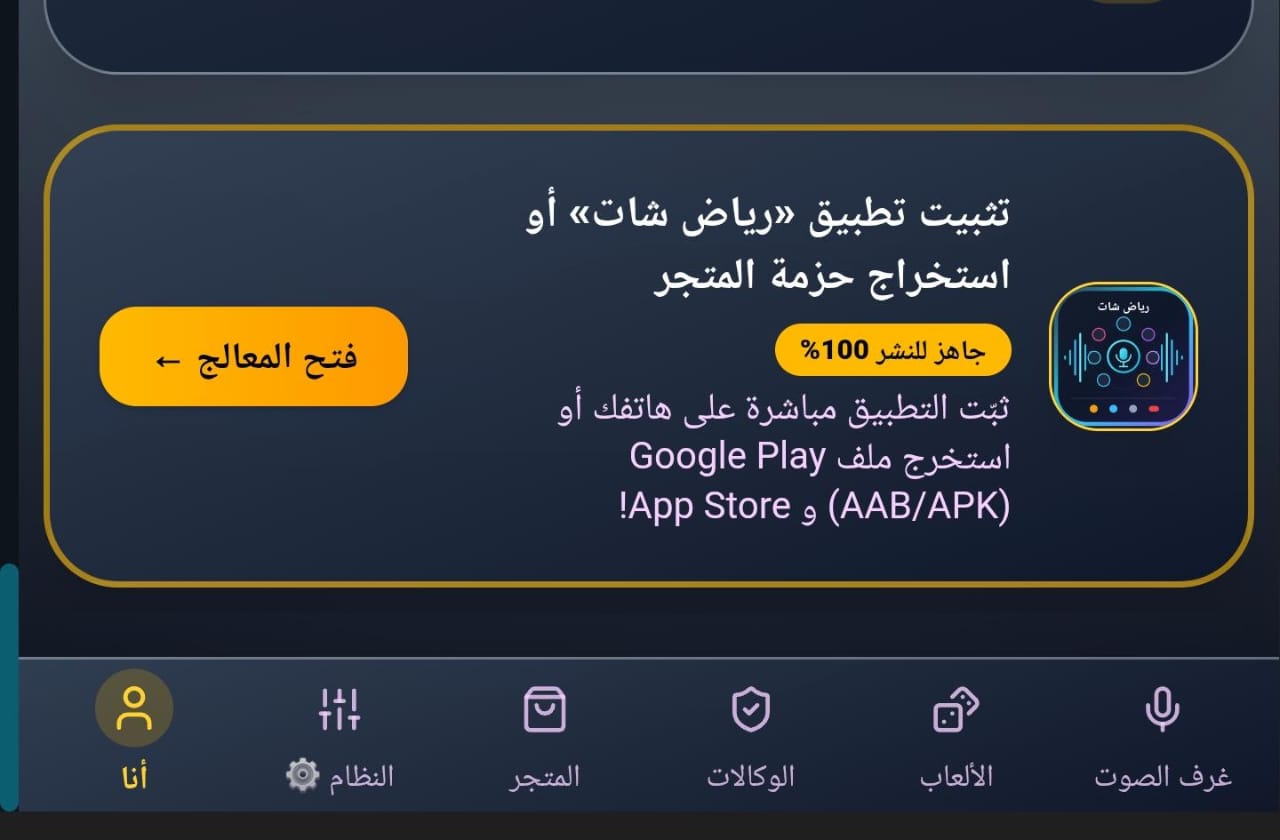 تثبيت تطبيق «رياض شات» أو
استخراج حزمة المتجر
رياض شات
جاهز للنشر 100%
ثبّت التطبيق مباشرة على هاتفك أو
استخرج ملف Google Play
(AAB/APK) و App Store!
فتح المعالج ←
غرف الصوت
الألعاب
الوكالات
المتجر
النظام ⚙️
أنا